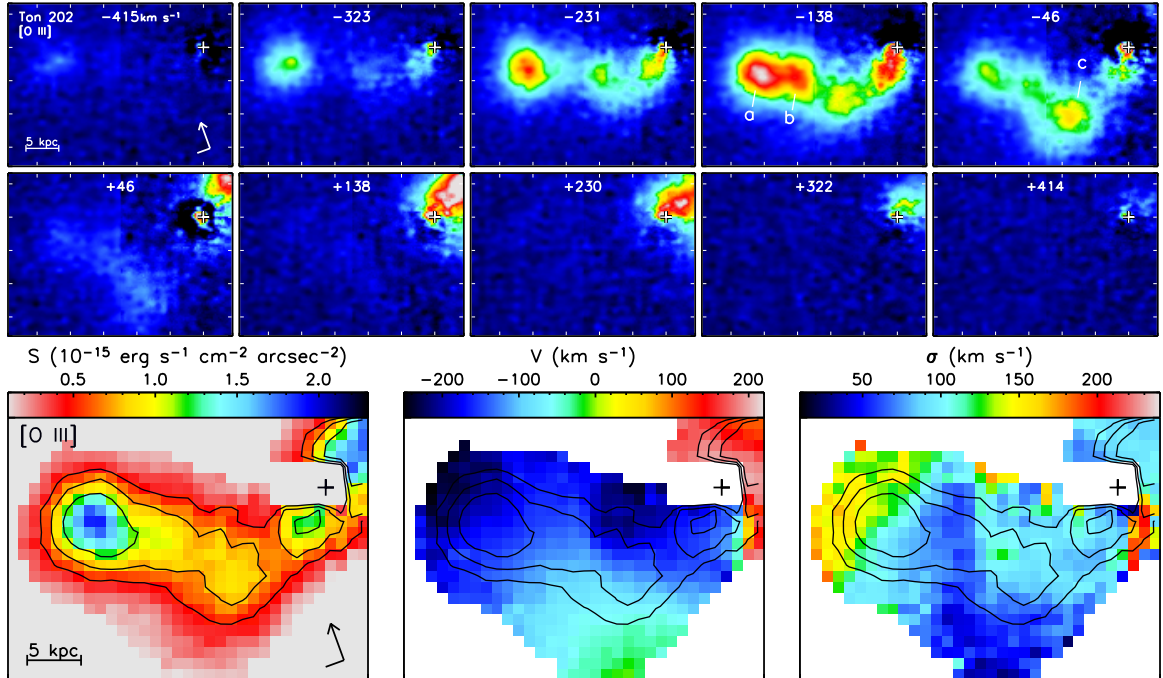 Ton 202 −415km s⁻¹
[O III]
5 kpc
−323
−231
−138
a
b
−46
c
+46
+138
+230
+322
+414
S (10⁻¹⁵ erg s⁻¹ cm⁻² arcsec⁻²)
0.5 1.0 1.5 2.0
[O III]
5 kpc
V (km s⁻¹)
−200 −100 0 100 200
σ (km s⁻¹)
50 100 150 200